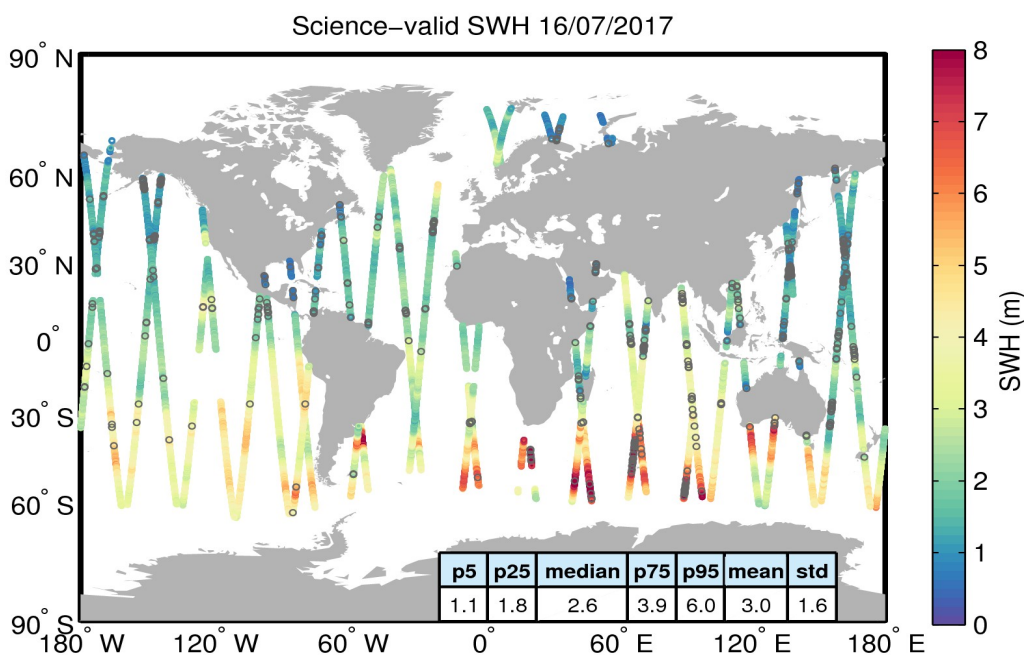 Science−valid SWH 16/07/2017
90° N
60° N
30° N
0°
30° S
60° S
90° S
180° W
120° W
60° W
0°
60° E
120° E
180° E
p5 p25 median p75 p95 mean std
1.1 1.8 2.6 3.9 6.0 3.0 1.6
8
7
6
5
4
3
2
1
0
SWH (m)